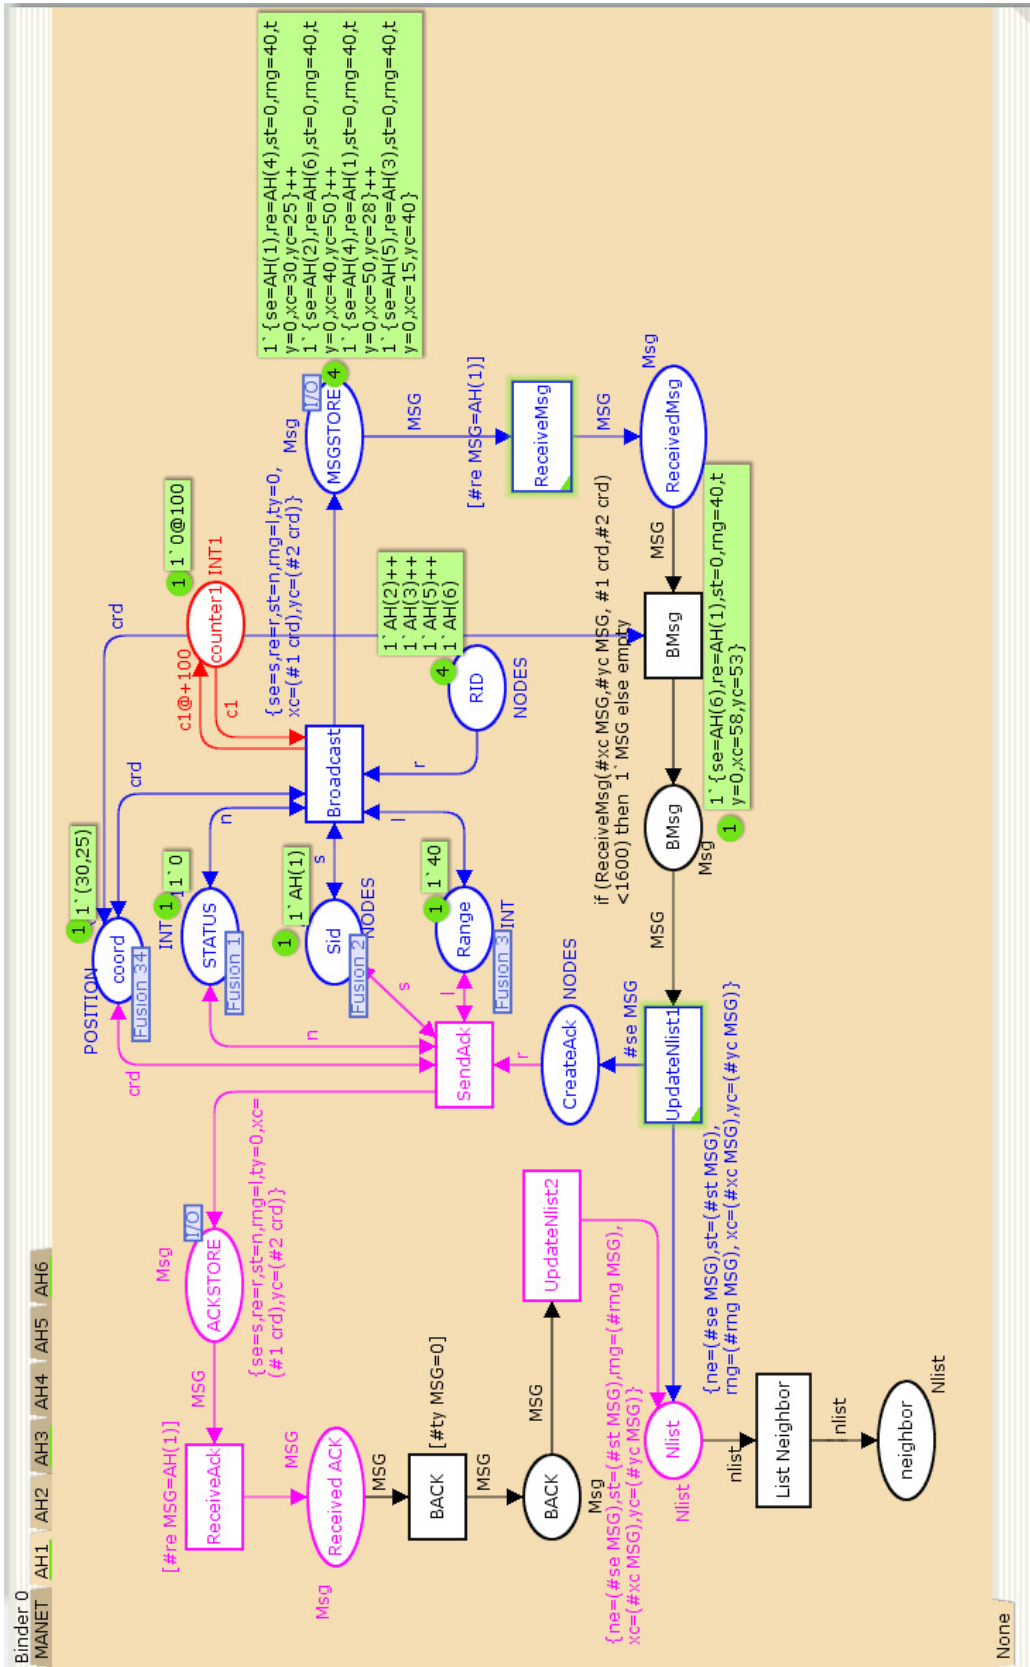 Binder 0
MANET
AH1
AH2
AH3
AH4
AH5
AH6
[#re MSG=AH(1)]
ReceiveAck
MSG
Msg
ACKSTORE
I/O
{se=s,re=r,st=n,rng=l,ty=0,xc=
(#1 crd),yc=(#2 crd)}
Msg
Received ACK
MSG
MSG
BACK
[#ty MSG=0]
MSG
BACK
Msg
MSG
UpdateNlist2
{ne=(#se MSG),st=(#st MSG),rng=(#rng MSG),
xc=(#xc MSG),yc=(#yc MSG)}
Nlist
Nlist
nlist
List Neighbor
nlist
neighbor
Nlist
{ne=(#se MSG),st=(#st MSG),
rng=(#rng MSG), xc=(#xc MSG),yc=(#yc MSG)}
UpdateNlist1
#se MSG
CreateAck
NODES
r
SendAck
crd
n
s
l
POSITION
coord
Fusion 34
1
1`(30,25)
crd
crd
INT
STATUS
Fusion 1
1
1`0
n
Sid
Fusion 2
NODES
1
1`AH(1)
s
Range
Fusion 3
INT
1
1`40
l
Broadcast
c1@+100
c1
counter1
INT1
1
1`0@100
r
RID
NODES
4
1`AH(2)++
1`AH(3)++
1`AH(5)++
1`AH(6)
{se=s,re=r,st=n,rng=l,ty=0,
xc=(#1 crd),yc=(#2 crd)}
Msg
I/O
MSGSTORE
4
1`{se=AH(1),re=AH(4),st=0,rng=40,t
y=0,xc=30,yc=25}++
1`{se=AH(2),re=AH(6),st=0,rng=40,t
y=0,xc=40,yc=50}++
1`{se=AH(4),re=AH(1),st=0,rng=40,t
y=0,xc=50,yc=28}++
1`{se=AH(5),re=AH(3),st=0,rng=40,t
y=0,xc=15,yc=40}
MSG
[#re MSG=AH(1)]
ReceiveMsg
MSG
ReceivedMsg
Msg
MSG
BMsg
if (ReceiveMsg(#xc MSG,#yc MSG, #1 crd,#2 crd)
<1600) then 1`MSG else empty
BMsg
Msg
1
1`{se=AH(6),re=AH(1),st=0,rng=40,t
y=0,xc=58,yc=53}
MSG
None